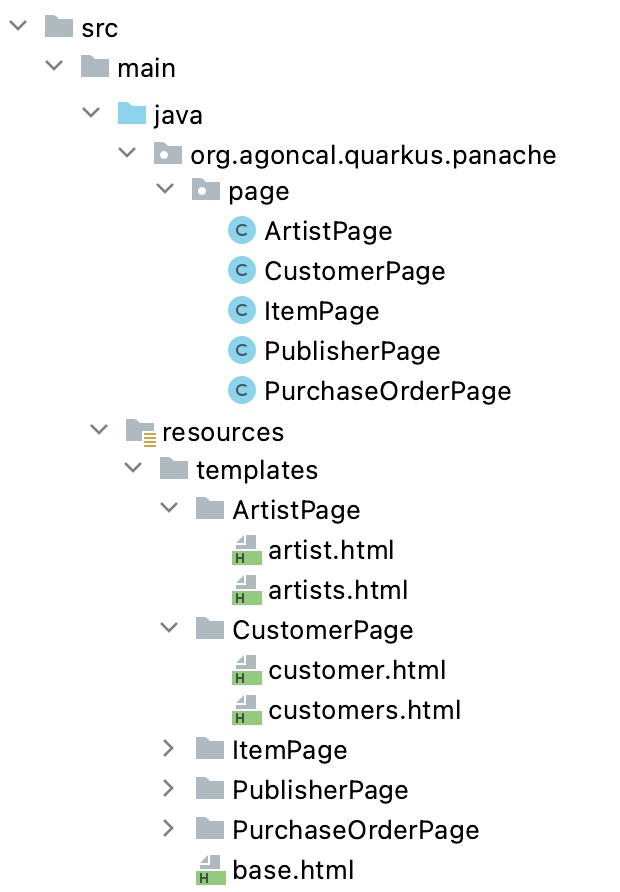 src
main
java
org.agoncal.quarkus.panache
page
C ArtistPage
C CustomerPage
C ItemPage
C PublisherPage
C PurchaseOrderPage
resources
templates
ArtistPage
H artist.html
H artists.html
CustomerPage
H customer.html
H customers.html
ItemPage
PublisherPage
PurchaseOrderPage
H base.html